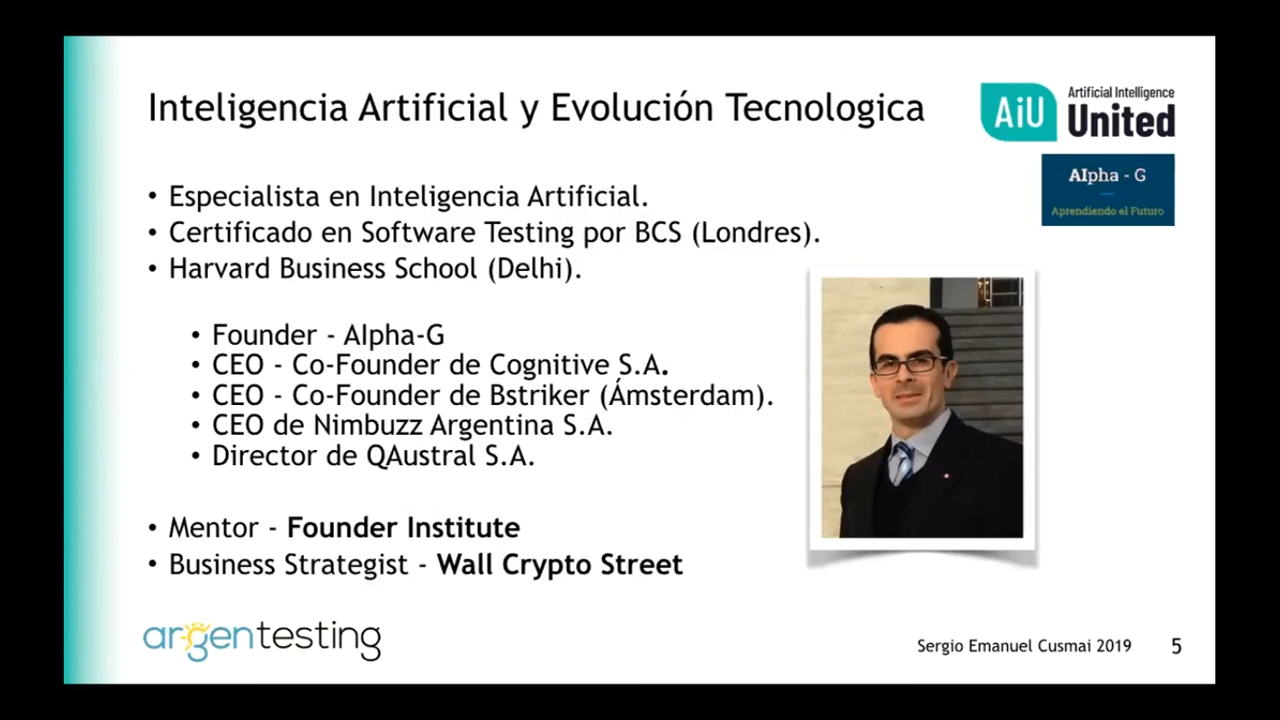 Inteligencia Artificial y Evolución Tecnologica
AiU
Artificial Intelligence
United
AIpha - G
Aprendiendo el Futuro
• Especialista en Inteligencia Artificial.
• Certificado en Software Testing por BCS (Londres).
• Harvard Business School (Delhi).
• Founder - AIpha-G
• CEO - Co-Founder de Cognitive S.A.
• CEO - Co-Founder de Bstriker (Ámsterdam).
• CEO de Nimbuzz Argentina S.A.
• Director de QAustral S.A.
• Mentor - Founder Institute
• Business Strategist - Wall Crypto Street
argentesting
Sergio Emanuel Cusmai 2019
5